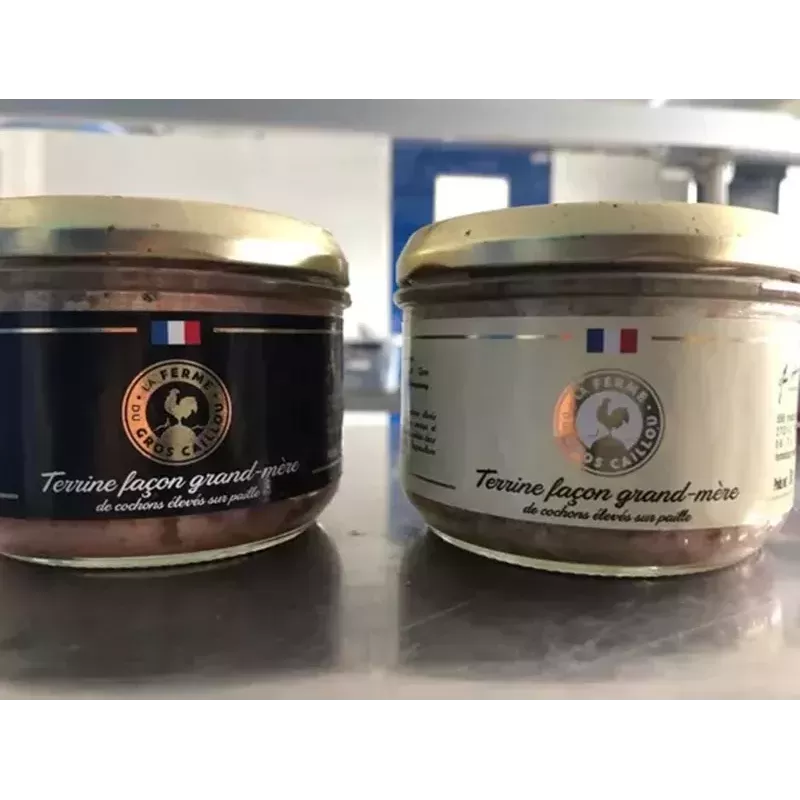 LA FERME
DU GROS CAILLOU
Terrine façon grand-mère
de cochons élevés sur paille
LA FERME
DU GROS CAILLOU
Terrine façon grand-mère
de cochons élevés sur paille